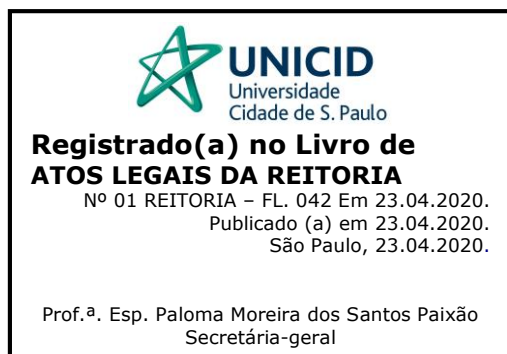 UNICID
Universidade
Cidade de S. Paulo
Registrado(a) no Livro de
ATOS LEGAIS DA REITORIA
Nº 01 REITORIA – FL. 042 Em 23.04.2020.
Publicado (a) em 23.04.2020.
São Paulo, 23.04.2020.
Prof.ª. Esp. Paloma Moreira dos Santos Paixão
Secretária-geral